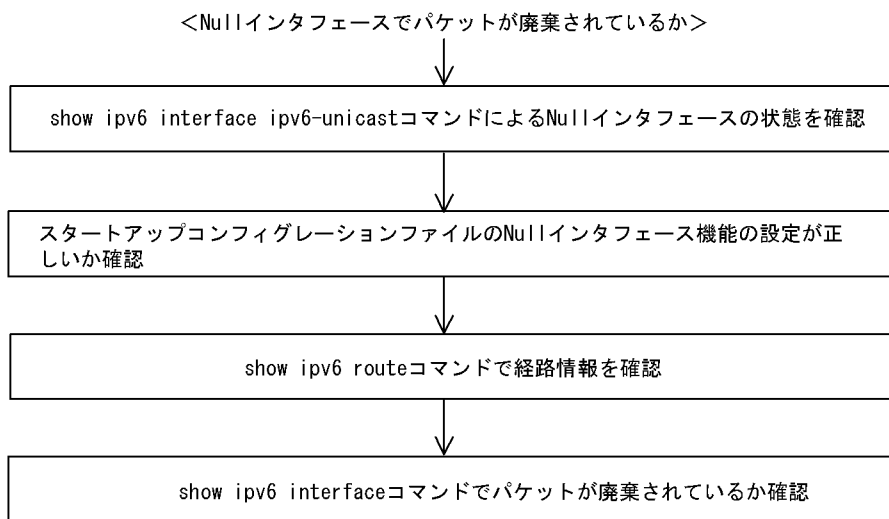 <Nullインタフェースでパケットが廃棄されているか>
show ipv6 interface ipv6-unicastコマンドによるNullインタフェースの状態を確認
スタートアップコンフィグレーションファイルのNullインタフェース機能の設定が正
しいか確認
show ipv6 routeコマンドで経路情報を確認
show ipv6 interfaceコマンドでパケットが廃棄されているか確認